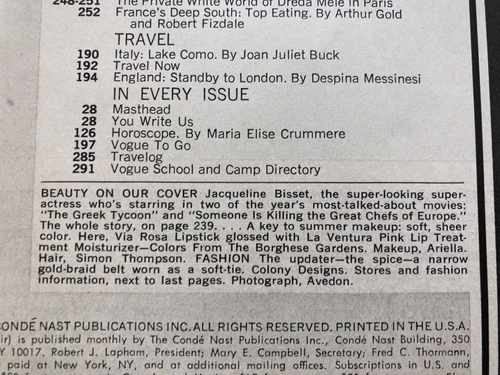 248-251 The Private White World of Dreda Mele in Paris
252 France's Deep South: Top Eating. By Arthur Gold
and Robert Fizdale
TRAVEL
190 Italy: Lake Como. By Joan Juliet Buck
192 Travel Now
194 England: Standby to London. By Despina Messinesi
IN EVERY ISSUE
28 Masthead
28 You Write Us
126 Horoscope. By Maria Elise Crummere
197 Vogue To Go
285 Travelog
291 Vogue School and Camp Directory
BEAUTY ON OUR COVER Jacqueline Bisset, the super-looking super-
actress who's starring in two of the year's most-talked-about movies:
"The Greek Tycoon" and "Someone Is Killing the Great Chefs of Europe."
The whole story, on page 239. . . . A key to summer makeup: soft, sheer
color. Here, Via Rosa Lipstick glossed with La Ventura Pink Lip Treat-
ment Moisturizer—Colors From The Borghese Gardens. Makeup, Ariella.
Hair, Simon Thompson. FASHION The updater—the spice—a narrow
gold-braid belt worn as a soft-tie. Colony Designs. Stores and fashion
information, next to last pages. Photograph, Avedon.
CONDÉ NAST PUBLICATIONS INC. ALL RIGHTS RESERVED. PRINTED IN THE U.S.A.
is published monthly by The Condé Nast Publications Inc., Condé Nast Building, 350
10017. Robert J. Lapham, President; Mary E. Campbell, Secretary; Fred C. Thormann,
paid at New York, NY, and at additional mailing offices. Subscriptions in U.S. and